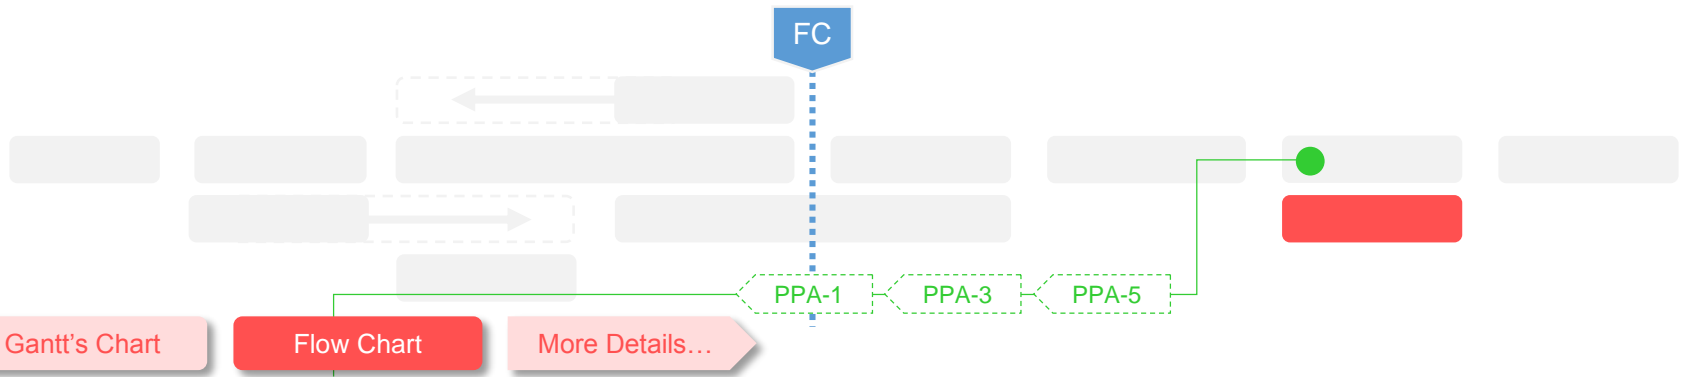 FC
PPA-1 PPA-3 PPA-5
Gantt’s Chart Flow Chart More Details…